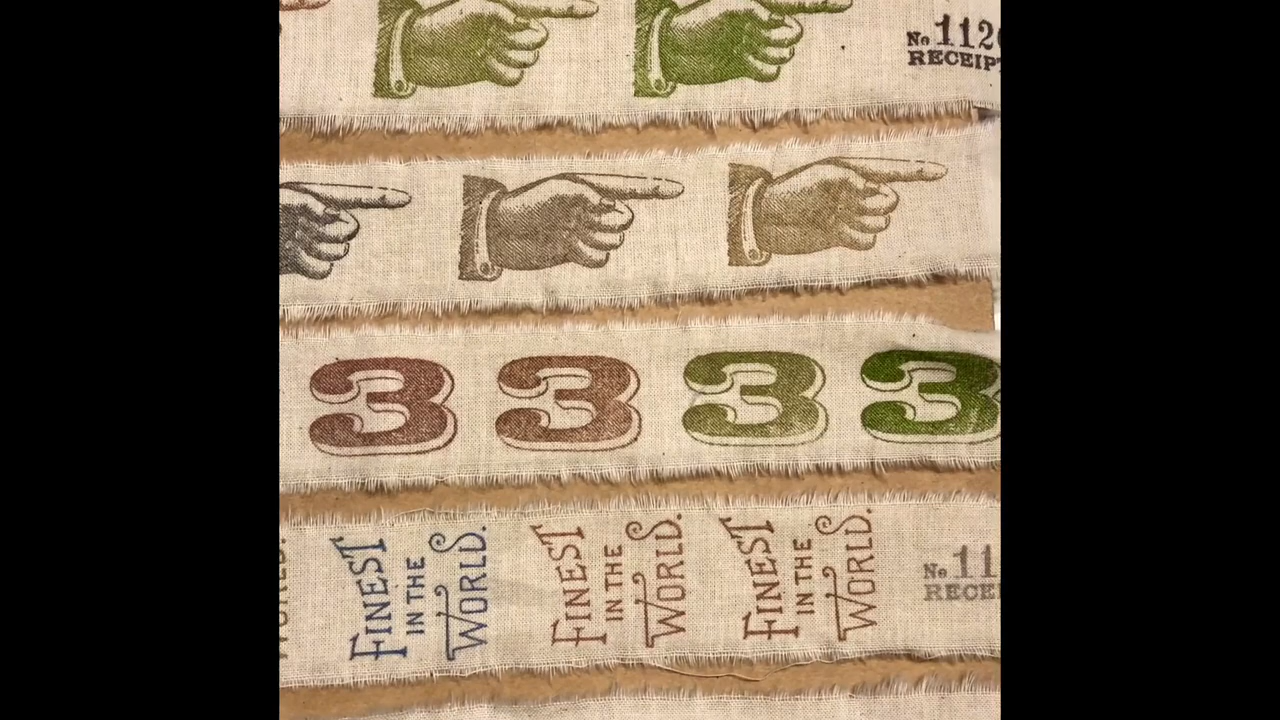 No 112
RECEIP
3 3 3 3
WORLD.
FINEST
IN THE
WORLD.
FINEST
IN THE
WORLD.
FINEST
IN THE
WORLD.
No 11
RECE